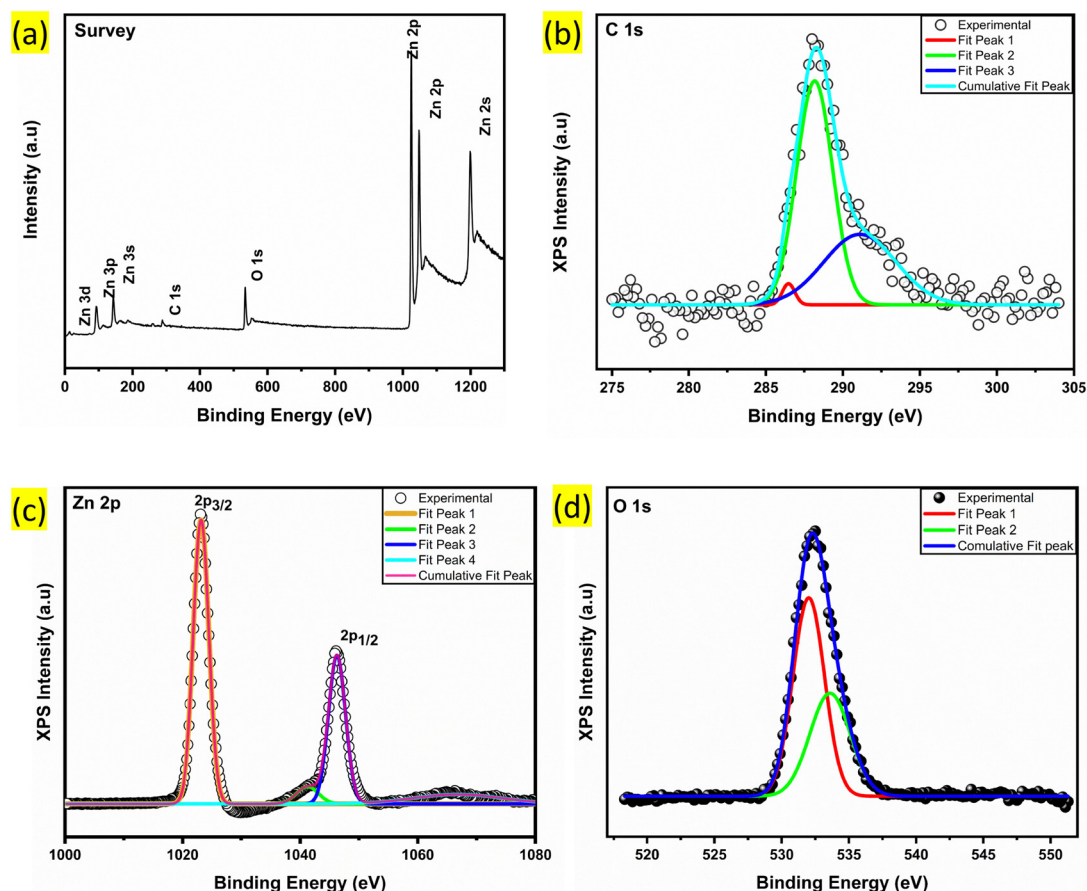 (a)
Survey
Zn 2p
Zn 2p
Zn 2s
Zn 3d
Zn 3p
Zn 3s
C 1s
O 1s
Intensity (a.u)
0 200 400 600 800 1000 1200
Binding Energy (eV)
(b)
C 1s
Experimental
Fit Peak 1
Fit Peak 2
Fit Peak 3
Cumulative Fit Peak
XPS Intensity (a.u)
275 280 285 290 295 300 305
Binding Energy (eV)
(c)
Zn 2p
2p3/2
2p1/2
Experimental
Fit Peak 1
Fit Peak 2
Fit Peak 3
Fit Peak 4
Cumulative Fit Peak
XPS Intensity (a.u)
1000 1020 1040 1060 1080
Binding Energy (eV)
(d)
O 1s
Experimental
Fit Peak 1
Fit Peak 2
Comulative Fit peak
XPS Intensity (a.u)
520 525 530 535 540 545 550
Binding Energy (eV)